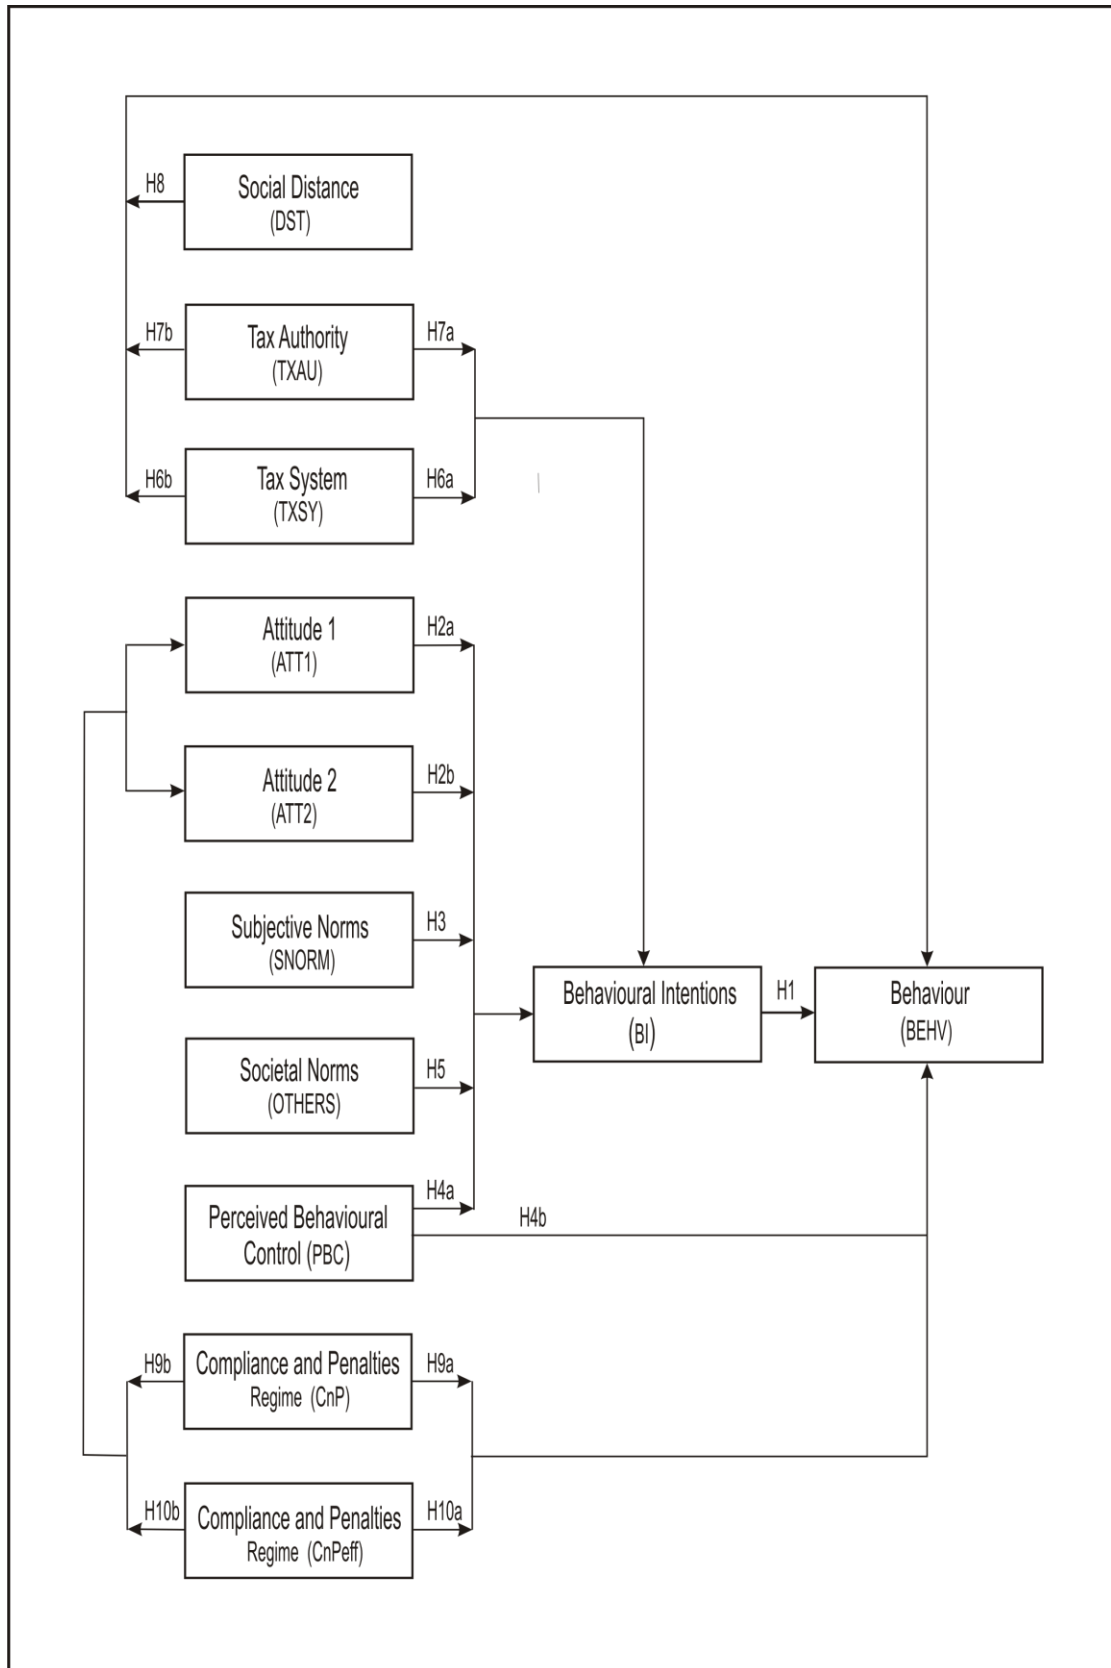 H8
Social Distance
(DST)
H7b
Tax Authority
(TXAU)
H7a
H6b
Tax System
(TXSY)
H6a
Attitude 1
(ATT1)
H2a
Attitude 2
(ATT2)
H2b
Subjective Norms
(SNORM)
H3
Behavioural Intentions
(BI)
H1
Behaviour
(BEHV)
Societal Norms
(OTHERS)
H5
Perceived Behavioural
Control (PBC)
H4a
H4b
H9b
Compliance and Penalties
Regime (CnP)
H9a
H10b
Compliance and Penalties
Regime (CnPeff)
H10a